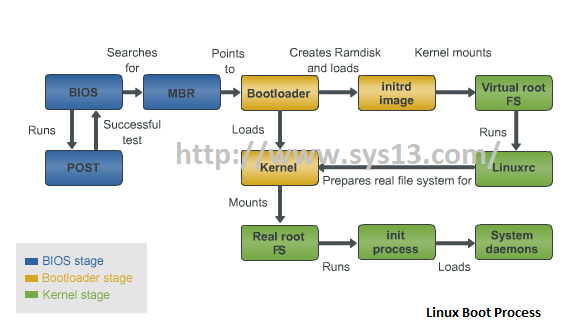 Searches for
Points to
Creates Ramdisk and loads
Kernel mounts
BIOS
MBR
Bootloader
initrd image
Virtual root FS
Runs
Successful test
Loads
Runs
http://www.sys13.com/
POST
Kernel
Prepares real file system for
Linuxrc
Mounts
Real root FS
init process
System daemons
Runs
Loads
BIOS stage
Bootloader stage
Kernel stage
Linux Boot Process